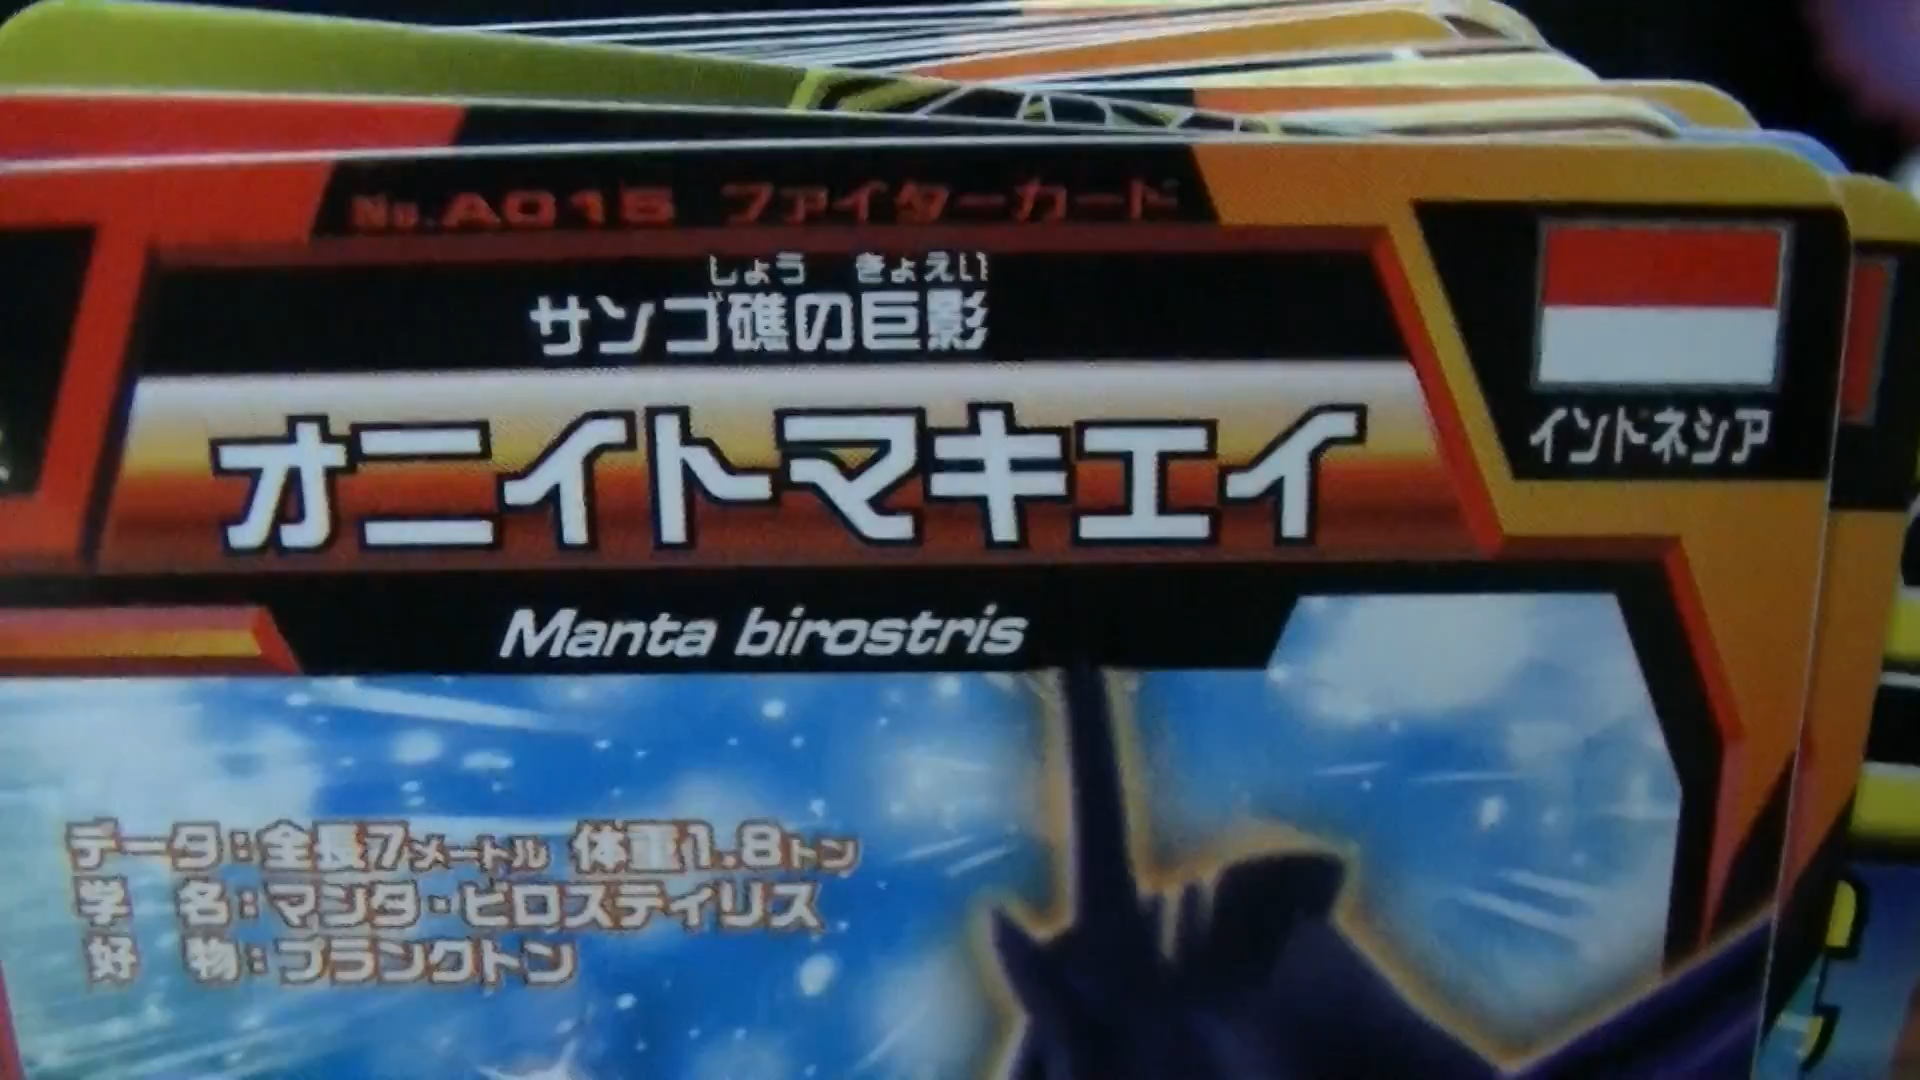 No.A015 ファイターカード
しょう きょえい
サンゴ礁の巨影
オニイトマキエイ
インドネシア
Manta birostris
データ:全長7メートル 体重1.8トン
学 名:マンタ・ビロスティリス
好 物:プランクトン